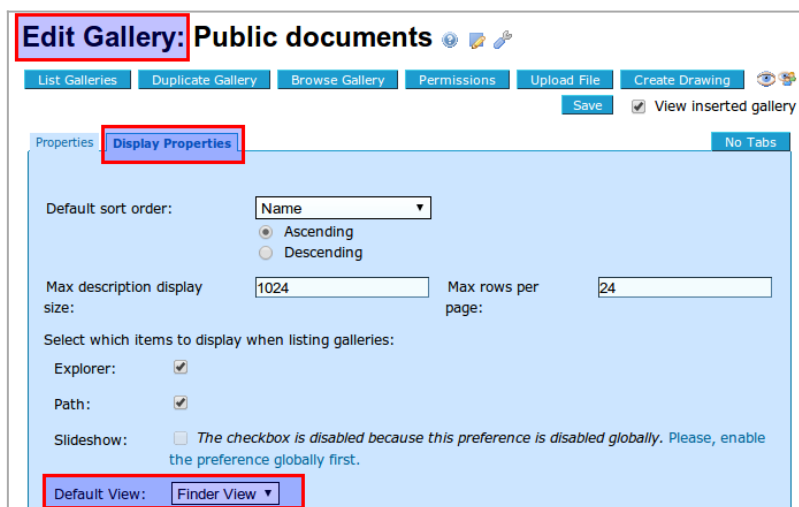 Edit Gallery: Public documents
List Galleries Duplicate Gallery Browse Gallery Permissions Upload File Create Drawing
Save View inserted gallery
Properties Display Properties No Tabs
Default sort order: Name
Ascending
Descending
Max description display size: 1024 Max rows per page: 24
Select which items to display when listing galleries:
Explorer:
Path:
Slideshow: The checkbox is disabled because this preference is disabled globally. Please, enable
the preference globally first.
Default View: Finder View